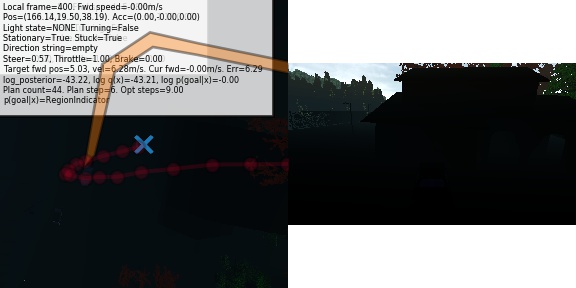 Local frame=400. Fwd speed=-0.00m/s
Pos=(166.14,19.50,38.19). Acc=(0.00,-0.00,0.00)
Light state=NONE. Turning=False
Stationary=True. Stuck=True
Direction string=empty
Steer=0.57, Throttle=1.00, Brake=0.00
Target fwd pos=5.03, vel=6.28m/s. Cur fwd=-0.00m/s. Err=6.29
log_posterior=-43.22, log q(x)=-43.21, log p(goal|x)=-0.00
Plan count=44. Plan step=6. Opt steps=9.00
p(goal|x)=RegionIndicator